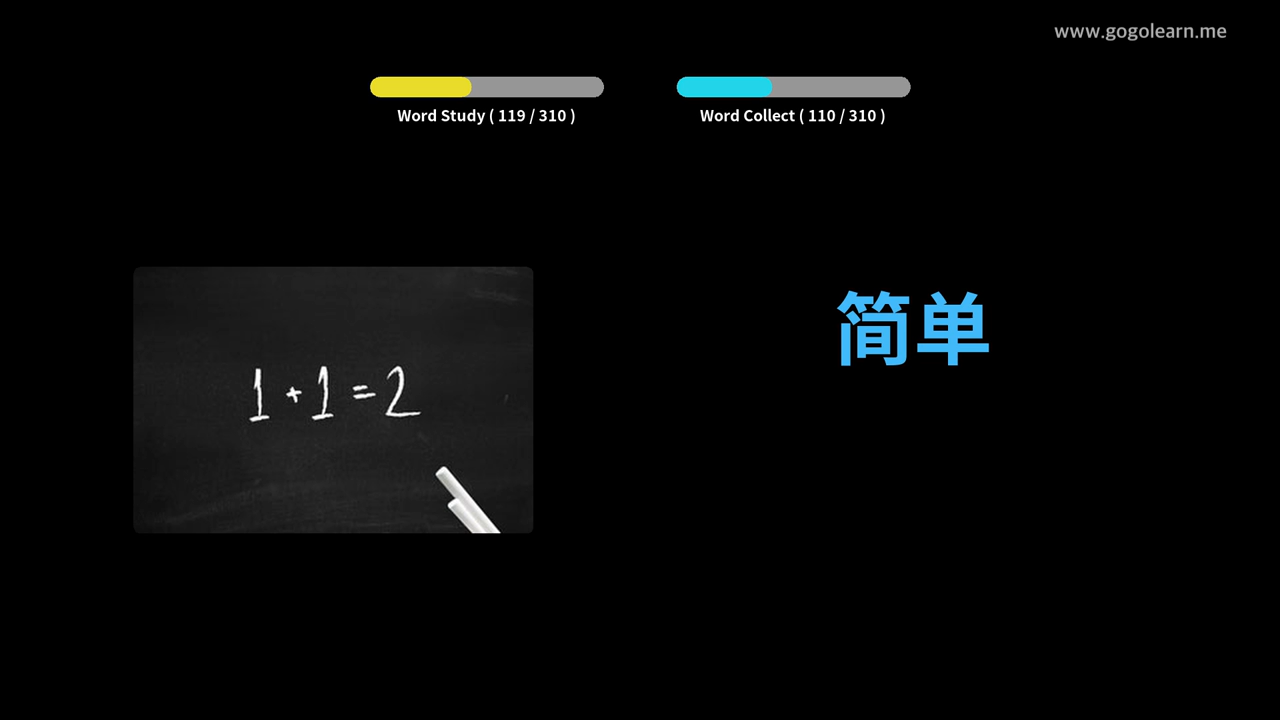 www.gogolearn.me
Word Study ( 119 / 310 )
Word Collect ( 110 / 310 )
简单
1 + 1 = 2